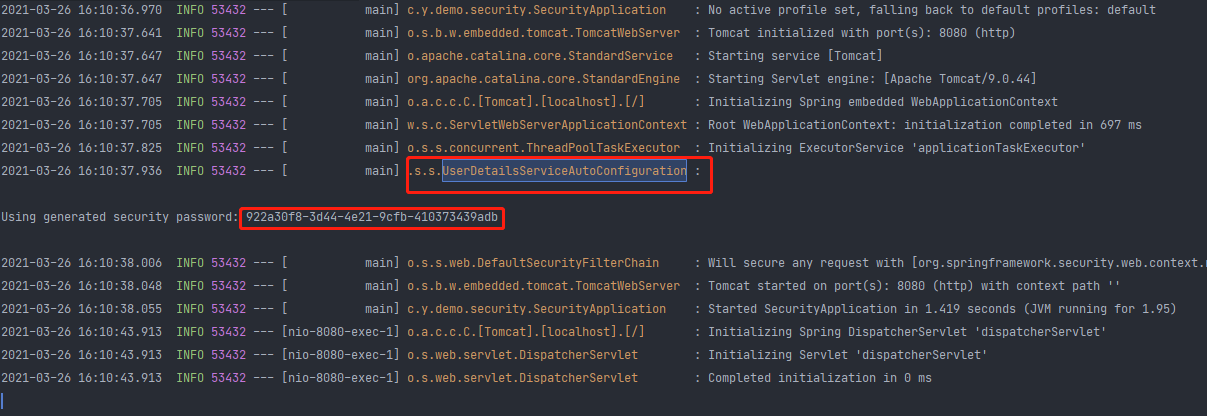 2021-03-26 16:10:36.970  INFO 53432 --- [           main] c.y.demo.security.SecurityApplication    : No active profile set, falling back to default profiles: default
2021-03-26 16:10:37.641  INFO 53432 --- [           main] o.s.b.w.embedded.tomcat.TomcatWebServer  : Tomcat initialized with port(s): 8080 (http)
2021-03-26 16:10:37.647  INFO 53432 --- [           main] o.apache.catalina.core.StandardService   : Starting service [Tomcat]
2021-03-26 16:10:37.647  INFO 53432 --- [           main] org.apache.catalina.core.StandardEngine  : Starting Servlet engine: [Apache Tomcat/9.0.44]
2021-03-26 16:10:37.705  INFO 53432 --- [           main] o.a.c.c.C.[Tomcat].[localhost].[/]       : Initializing Spring embedded WebApplicationContext
2021-03-26 16:10:37.705  INFO 53432 --- [           main] w.s.c.ServletWebServerApplicationContext : Root WebApplicationContext: initialization completed in 697 ms
2021-03-26 16:10:37.825  INFO 53432 --- [           main] o.s.s.concurrent.ThreadPoolTaskExecutor  : Initializing ExecutorService 'applicationTaskExecutor'
2021-03-26 16:10:37.936  INFO 53432 --- [           main] .s.s.UserDetailsServiceAutoConfiguration :
Using generated security password: 922a30f8-3d44-4e21-9cfb-410373439adb
2021-03-26 16:10:38.006  INFO 53432 --- [           main] o.s.s.web.DefaultSecurityFilterChain     : Will secure any request with [org.springframework.security.web.context.
2021-03-26 16:10:38.048  INFO 53432 --- [           main] o.s.b.w.embedded.tomcat.TomcatWebServer  : Tomcat started on port(s): 8080 (http) with context path ''
2021-03-26 16:10:38.055  INFO 53432 --- [           main] c.y.demo.security.SecurityApplication    : Started SecurityApplication in 1.419 seconds (JVM running for 1.95)
2021-03-26 16:10:43.913  INFO 53432 --- [nio-8080-exec-1] o.a.c.c.C.[Tomcat].[localhost].[/]       : Initializing Spring DispatcherServlet 'dispatcherServlet'
2021-03-26 16:10:43.913  INFO 53432 --- [nio-8080-exec-1] o.s.web.servlet.DispatcherServlet        : Initializing Servlet 'dispatcherServlet'
2021-03-26 16:10:43.913  INFO 53432 --- [nio-8080-exec-1] o.s.web.servlet.DispatcherServlet        : Completed initialization in 0 ms